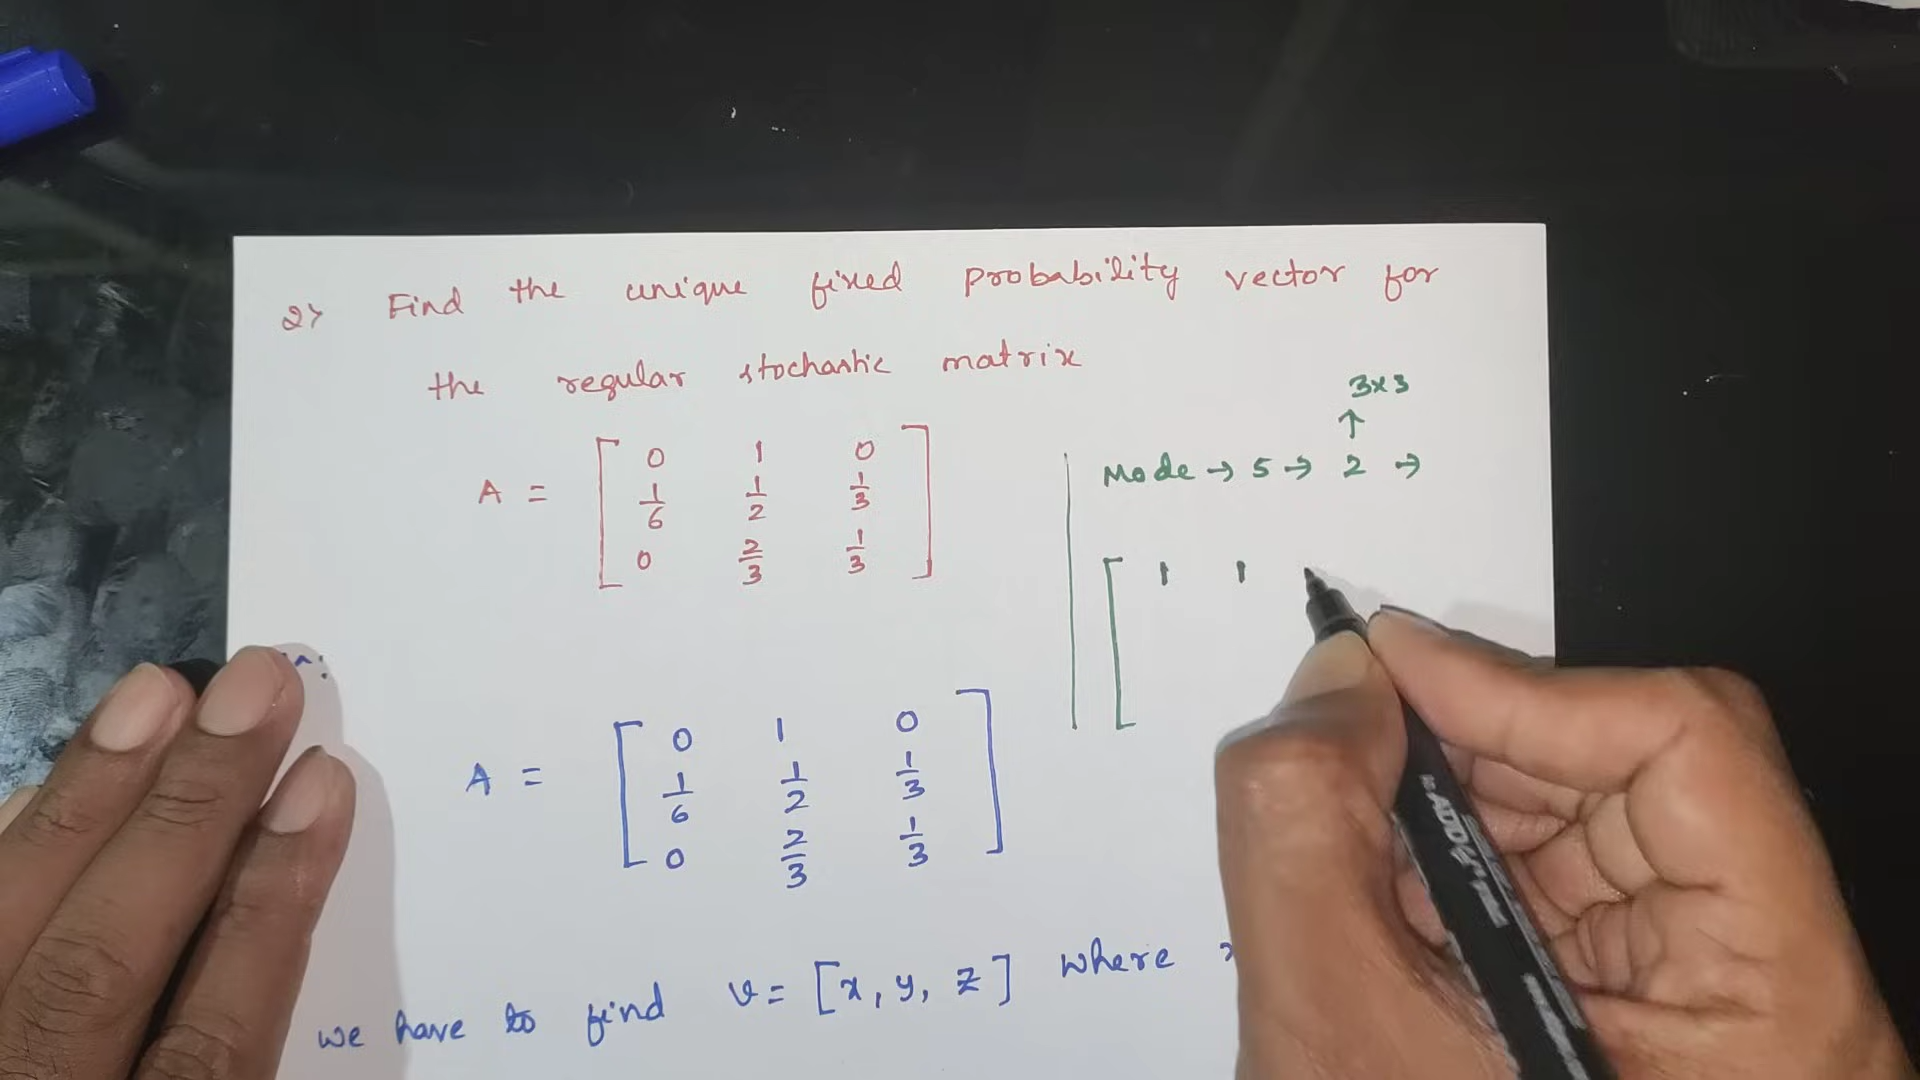 2> Find the unique fixed probability vector for
the regular stochastic matrix
A = [ 0 1 0
1/6 1/2 1/3
0 2/3 1/3 ]
3x3
↑
Mode → 5 → 2 →
[ 1 1
A = [ 0 1 0
1/6 1/2 1/3
0 2/3 1/3 ]
we have to find v = [x, y, z] where